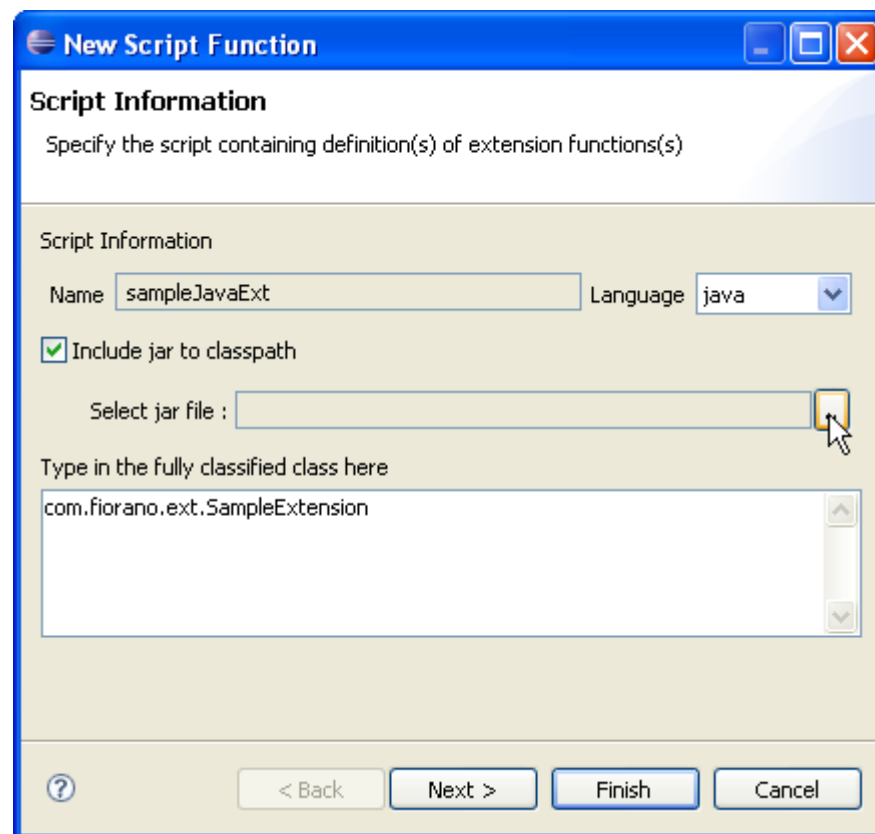 New Script Function
Script Information
Specify the script containing definition(s) of extension functions(s)
Script Information
Name sampleJavaExt Language java
Include jar to classpath
Select jar file :
Type in the fully classified class here
com.fiorano.ext.SampleExtension
? < Back Next > Finish Cancel